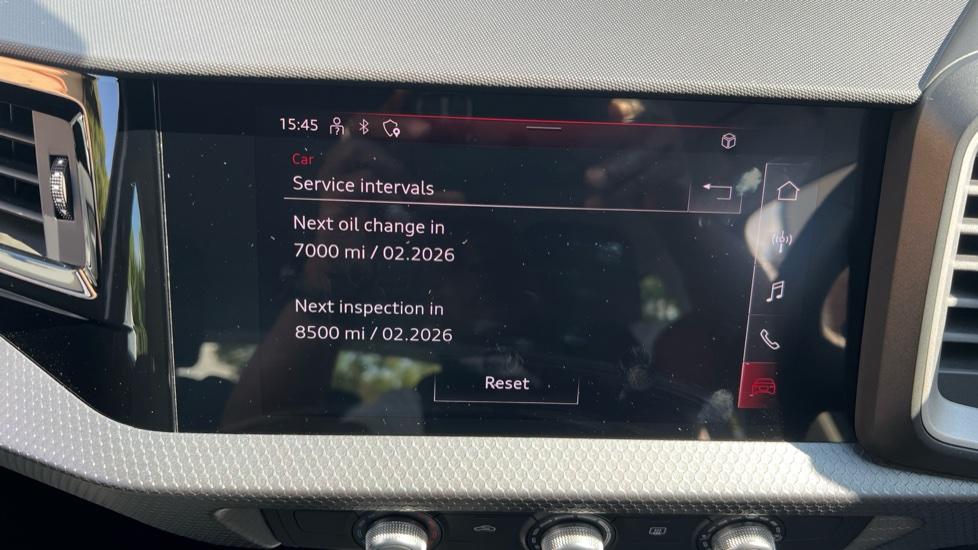 15:45
Car
Service intervals
Next oil change in
7000 mi / 02.2026
Next inspection in
8500 mi / 02.2026
Reset